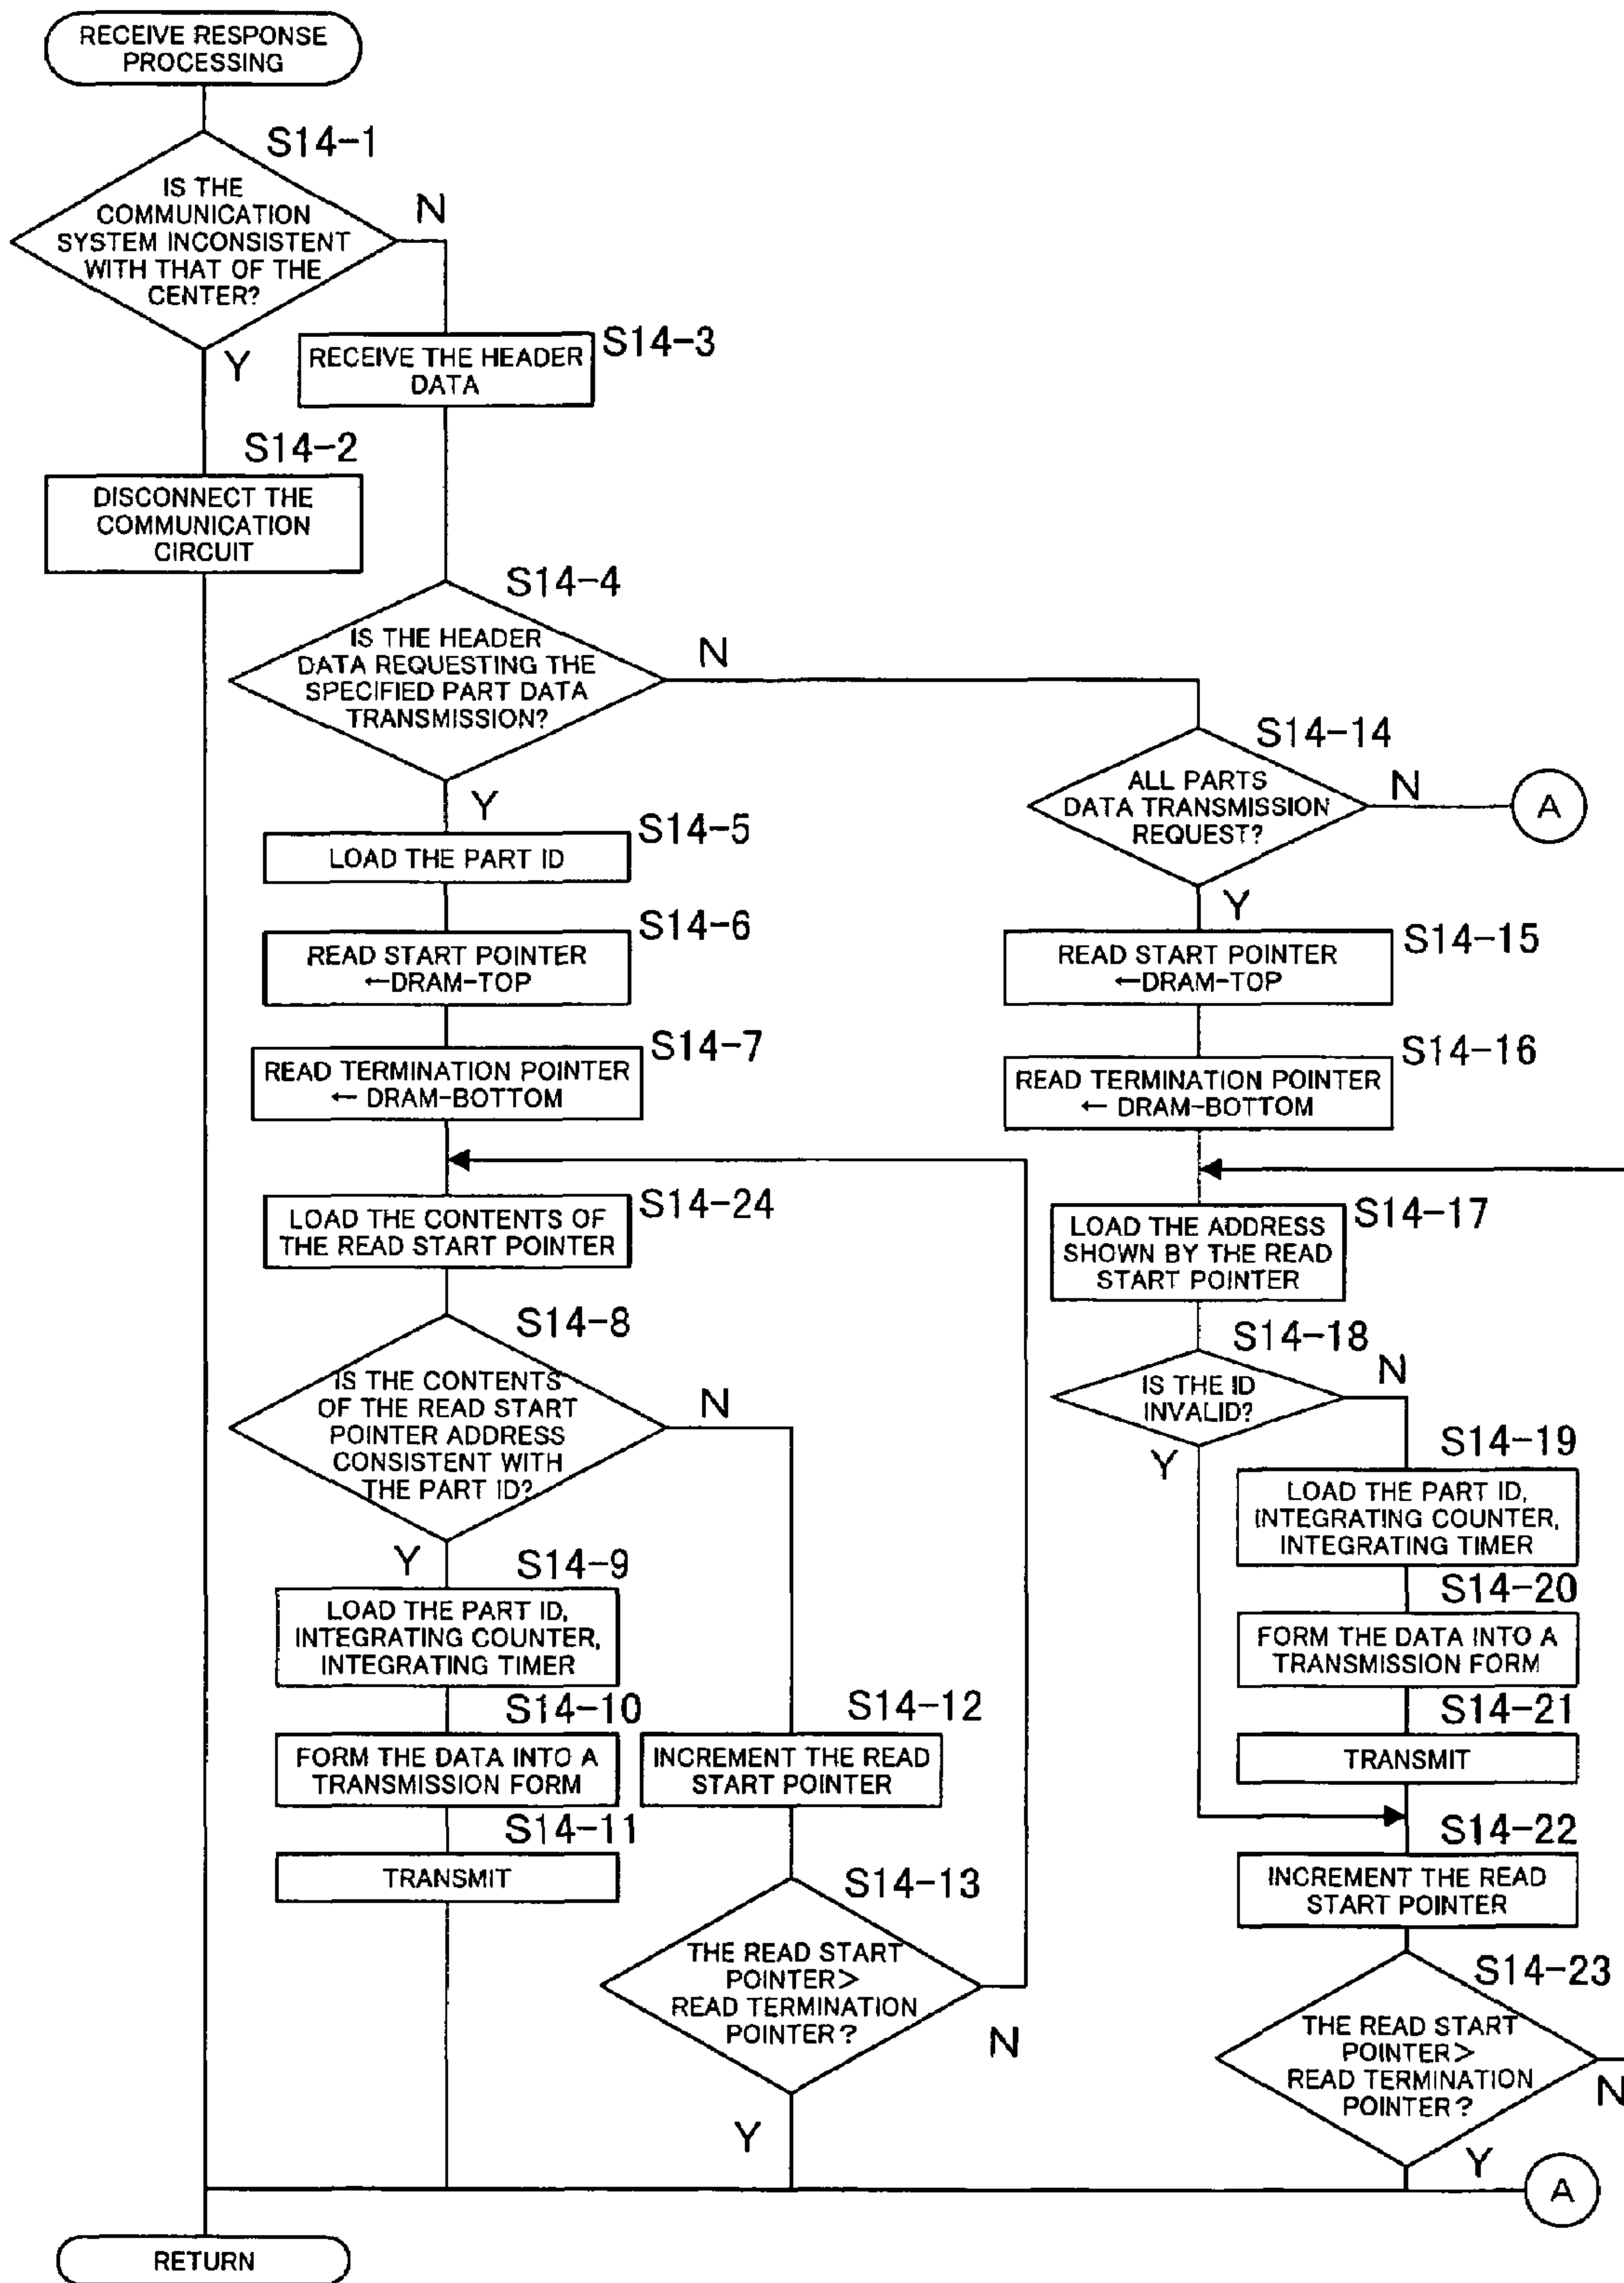 RECEIVE RESPONSE
PROCESSING
S14-1
IS THE
COMMUNICATION
SYSTEM INCONSISTENT
WITH THAT OF THE
CENTER?
N
Y
S14-3
RECEIVE THE HEADER
DATA
S14-2
DISCONNECT THE
COMMUNICATION
CIRCUIT
S14-4
IS THE HEADER
DATA REQUESTING THE
SPECIFIED PART DATA
TRANSMISSION?
N
Y
S14-5
LOAD THE PART ID
S14-6
READ START POINTER
←DRAM-TOP
S14-7
READ TERMINATION POINTER
← DRAM-BOTTOM
S14-24
LOAD THE CONTENTS OF
THE READ START POINTER
S14-8
IS THE CONTENTS
OF THE READ START
POINTER ADDRESS
CONSISTENT WITH
THE PART ID?
N
Y
S14-9
LOAD THE PART ID,
INTEGRATING COUNTER,
INTEGRATING TIMER
S14-10
FORM THE DATA INTO A
TRANSMISSION FORM
S14-11
TRANSMIT
S14-12
INCREMENT THE READ
START POINTER
S14-13
THE READ START
POINTER>
READ TERMINATION
POINTER?
N
Y
S14-14
ALL PARTS
DATA TRANSMISSION
REQUEST?
N
A
Y
S14-15
READ START POINTER
←DRAM-TOP
S14-16
READ TERMINATION POINTER
← DRAM-BOTTOM
S14-17
LOAD THE ADDRESS
SHOWN BY THE READ
START POINTER
S14-18
IS THE ID
INVALID?
N
Y
S14-19
LOAD THE PART ID,
INTEGRATING COUNTER,
INTEGRATING TIMER
S14-20
FORM THE DATA INTO A
TRANSMISSION FORM
S14-21
TRANSMIT
S14-22
INCREMENT THE READ
START POINTER
S14-23
THE READ START
POINTER>
READ TERMINATION
POINTER?
N
Y
A
RETURN